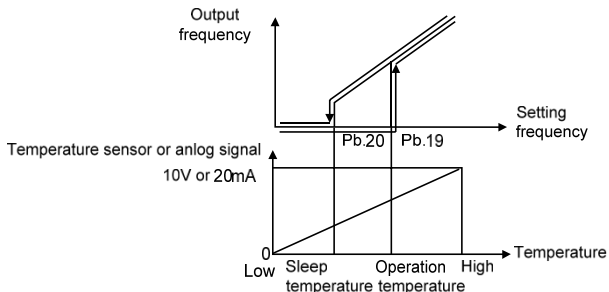 Output
frequency
Setting
frequency
Pb.20 Pb.19
Temperature sensor or anlog signal
10V or 20mA
0
Low Sleep temperature Operation temperature High
Temperature